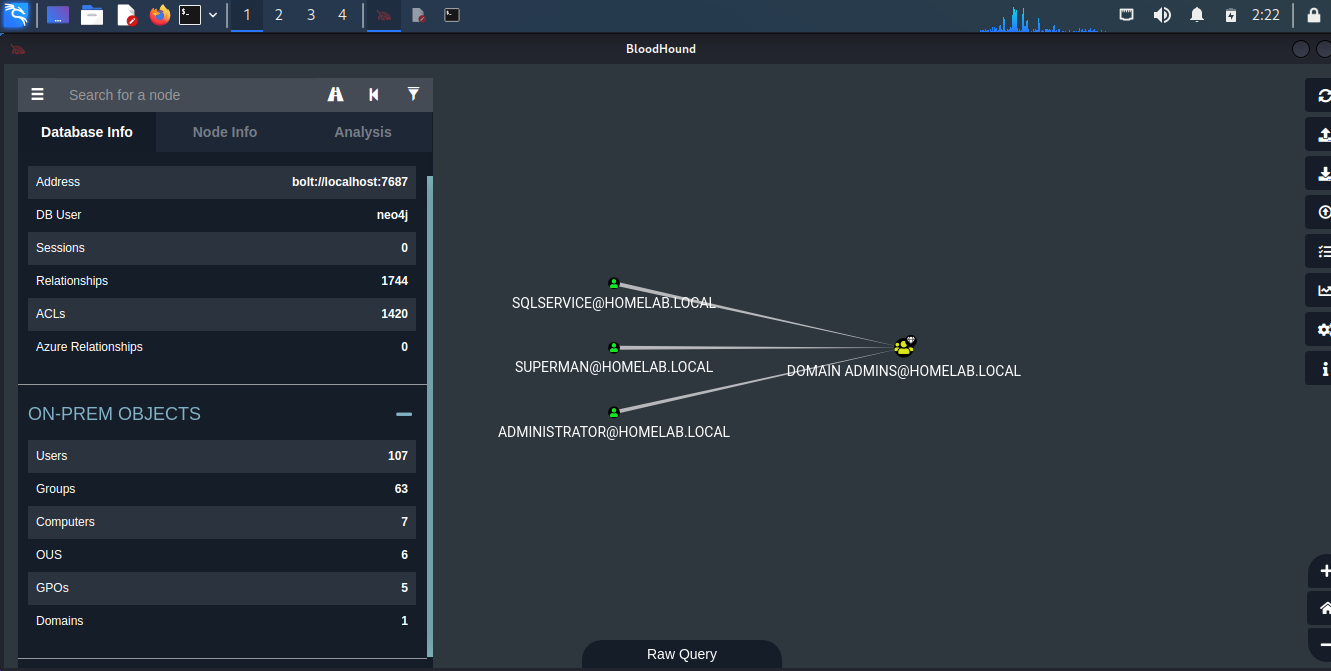 1 2 3 4 2:22
BloodHound
Search for a node
Database Info Node Info Analysis
Address bolt://localhost:7687
DB User neo4j
Sessions 0
Relationships 1744
ACLs 1420
Azure Relationships 0
ON-PREM OBJECTS
Users 107
Groups 63
Computers 7
OUS 6
GPOs 5
Domains 1
SQLSERVICE@HOMELAB.LOCAL
SUPERMAN@HOMELAB.LOCAL
DOMAIN ADMINS@HOMELAB.LOCAL
ADMINISTRATOR@HOMELAB.LOCAL
Raw Query